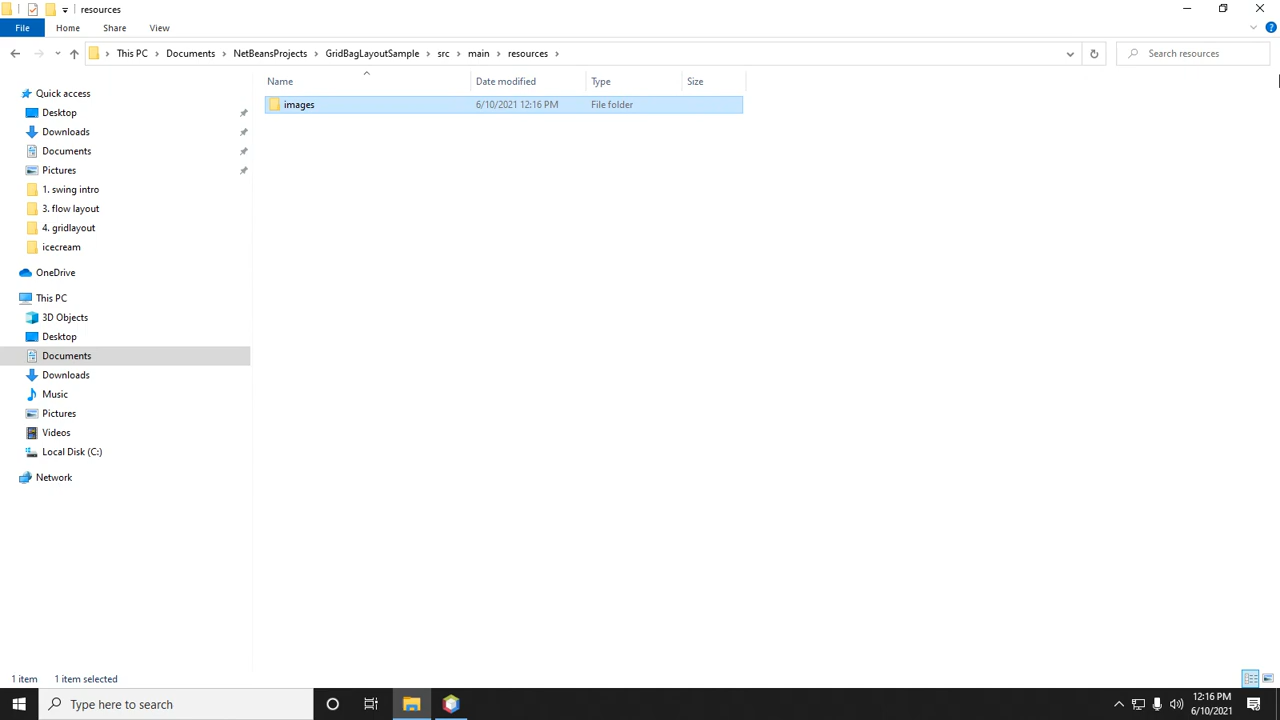 resources
File Home Share View
This PC Documents NetBeansProjects GridBagLayoutSample src main resources
Search resources
Name Date modified Type Size
images 6/10/2021 12:16 PM File folder
Quick access
Desktop
Downloads
Documents
Pictures
1. swing intro
3. flow layout
4. gridlayout
icecream
OneDrive
This PC
3D Objects
Desktop
Documents
Downloads
Music
Pictures
Videos
Local Disk (C:)
Network
1 item 1 item selected
Type here to search
12:16 PM
6/10/2021